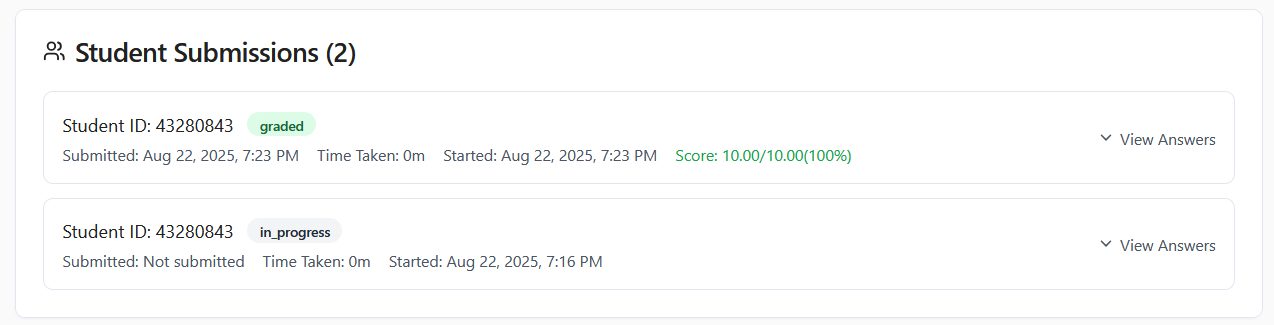 Student Submissions (2)
Student ID: 43280843 graded
Submitted: Aug 22, 2025, 7:23 PM Time Taken: 0m Started: Aug 22, 2025, 7:23 PM Score: 10.00/10.00(100%)
View Answers
Student ID: 43280843 in_progress
Submitted: Not submitted Time Taken: 0m Started: Aug 22, 2025, 7:16 PM
View Answers